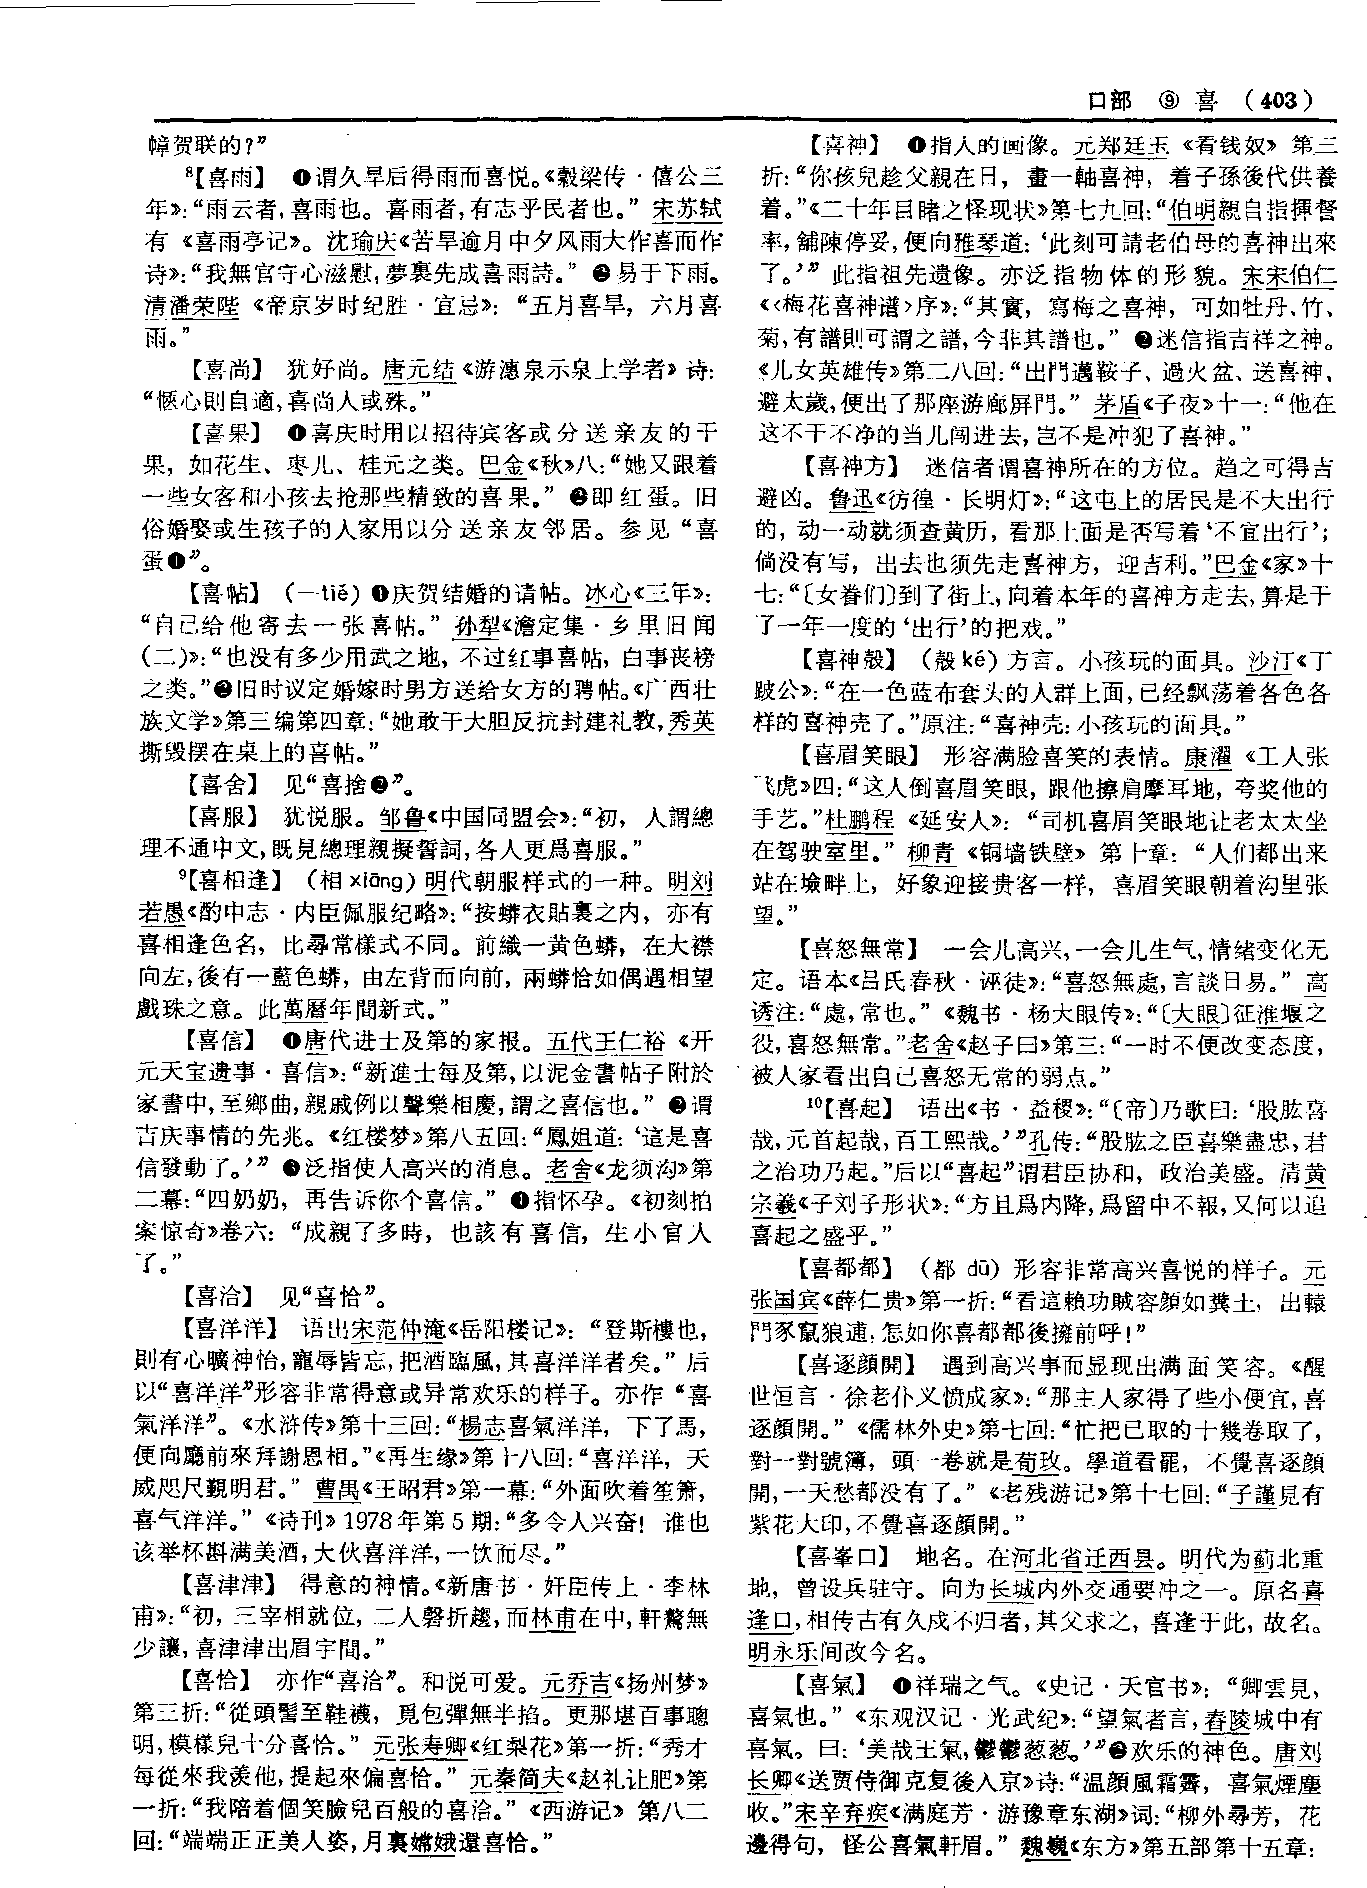 口部 ⑨ 喜 (403)
幛贺联的?”
⁸【喜雨】 ❶谓久旱后得雨而喜悦。《穀梁传·僖公三
年》:“雨云者,喜雨也。喜雨者,有志乎民者也。” 宋苏轼
有《喜雨亭记》。沈瑜庆《苦旱逾月中夕风雨大作喜而作
诗》:“我無官守心滋慰,夢裏先成喜雨詩。” ❷易于下雨。
清潘荣陛《帝京岁时纪胜·宜忌》:“五月喜旱,六月喜
雨。”
【喜尚】 犹好尚。唐元结《游潓泉示泉上学者》诗:
“愜心則自適,喜尚人或殊。”
【喜果】 ❶喜庆时用以招待宾客或分送亲友的干
果,如花生、枣儿、桂元之类。巴金《秋》八:“她又跟着
一些女客和小孩去抢那些精致的喜果。” ❷即红蛋。旧
俗婚娶或生孩子的人家用以分送亲友邻居。参见“喜
蛋❶”。
【喜帖】 (—tiě) ❶庆贺结婚的请帖。冰心《三年》:
“自己给他寄去一张喜帖。” 孙犁《澹定集·乡里旧闻
(二)》:“也没有多少用武之地,不过红事喜帖,白事丧榜
之类。”❷旧时议定婚嫁时男方送给女方的聘帖。《广西壮
族文学》第三编第四章:“她敢于大胆反抗封建礼教,秀英
撕毁摆在桌上的喜帖。”
【喜舍】 见“喜捨❷”。
【喜服】 犹悦服。邹鲁《中国同盟会》:“初,人謂總
理不通中文,既見總理親擬誓詞,各人更爲喜服。”
⁹【喜相逢】 (相 xiāng) 明代朝服样式的一种。明刘
若愚《酌中志·内臣佩服纪略》:“按蟒衣貼裏之内,亦有
喜相逢色名,比尋常樣式不同。前織一黄色蟒,在大襟
向左,後有一藍色蟒,由左背而向前,兩蟒恰如偶遇相望
戲珠之意。此萬曆年間新式。”
【喜信】 ❶唐代进士及第的家报。五代王仁裕《开
元天宝遗事·喜信》:“新進士每及第,以泥金書帖子附於
家書中,至鄉曲,親戚例以聲樂相慶,謂之喜信也。” ❷谓
吉庆事情的先兆。《红楼梦》第八五回:“鳳姐道:‘這是喜
信發動了。’” ❸泛指使人高兴的消息。老舍《龙须沟》第
二幕:“四奶奶,再告诉你个喜信。” ❹指怀孕。《初刻拍
案惊奇》卷六:“成親了多時,也該有喜信,生小官人
了。”
【喜洽】 见“喜恰”。
【喜洋洋】 语出宋范仲淹《岳阳楼记》:“登斯樓也,
則有心曠神怡,寵辱皆忘,把酒臨風,其喜洋洋者矣。” 后
以“喜洋洋”形容非常得意或异常欢乐的样子。亦作“喜
氣洋洋”。《水浒传》第十三回:“楊志喜氣洋洋,下了馬,
便向廳前來拜謝恩相。”《再生缘》第十八回:“喜洋洋,天
威咫尺覲明君。” 曹禺《王昭君》第一幕:“外面吹着笙箫,
喜气洋洋。”《诗刊》1978年第5期:“多令人兴奋!谁也
该举杯斟满美酒,大伙喜洋洋,一饮而尽。”
【喜津津】 得意的神情。《新唐书·奸臣传上·李林
甫》:“初,三宰相就位,二人磬折趨,而林甫在中,軒驁無
少讓,喜津津出眉宇間。”
【喜恰】 亦作“喜洽”。和悦可爱。元乔吉《扬州梦》
第三折:“從頭髻至鞋襪,覓包彈無半掐。更那堪百事聰
明,模樣兒十分喜恰。” 元张寿卿《红梨花》第一折:“秀才
每從來我羨他,提起來偏喜恰。” 元秦简夫《赵礼让肥》第
一折:“我陪着個笑臉兒百般的喜洽。”《西游记》第八二
回:“端端正正美人姿,月裏嫦娥還喜恰。”
【喜神】 ❶指人的画像。元郑廷玉《看钱奴》第三
折:“你孩兒趁父親在日,畫一軸喜神,着子孫後代供養
着。”《二十年目睹之怪现状》第七九回:“伯明親自指揮督
率,鋪陳停妥,便向雅琴道:‘此刻可請老伯母的喜神出來
了。’” 此指祖先遗像。亦泛指物体的形貌。宋宋伯仁
《〈梅花喜神谱〉序》:“其實,寫梅之喜神,可如牡丹、竹、
菊,有譜則可謂之譜,今非其譜也。” ❷迷信指吉祥之神。
《儿女英雄传》第二八回:“出門邁鞍子、過火盆、送喜神、
避太歲,便出了那座游廊屏門。” 茅盾《子夜》十一:“他在
这不干不净的当儿闯进去,岂不是冲犯了喜神。”
【喜神方】 迷信者谓喜神所在的方位。趋之可得吉
避凶。鲁迅《彷徨·长明灯》:“这屯上的居民是不大出行
的,动一动就须查黄历,看那上面是否写着‘不宜出行’;
倘没有写,出去也须先走喜神方,迎吉利。”巴金《家》十
七:“〔女眷们〕到了街上,向着本年的喜神方走去,算是干
了一年一度的‘出行’的把戏。”
【喜神殼】 (殼 ké) 方言。小孩玩的面具。沙汀《丁
跛公》:“在一色蓝布套头的人群上面,已经飘荡着各色各
样的喜神壳了。”原注:“喜神壳:小孩玩的面具。”
【喜眉笑眼】 形容满脸喜笑的表情。康濯《工人张
飞虎》四:“这人倒喜眉笑眼,跟他擦肩摩耳地,夸奖他的
手艺。”杜鹏程《延安人》:“司机喜眉笑眼地让老太太坐
在驾驶室里。” 柳青《铜墙铁壁》第十章:“人们都出来
站在墕畔上,好象迎接贵客一样,喜眉笑眼朝着沟里张
望。”
【喜怒無常】 一会儿高兴,一会儿生气,情绪变化无
定。语本《吕氏春秋·诬徒》:“喜怒無處,言談日易。” 高
诱注:“處,常也。”《魏书·杨大眼传》:“〔大眼〕征淮堰之
役,喜怒無常。”老舍《赵子曰》第三:“一时不便改变态度,
被人家看出自己喜怒无常的弱点。”
¹⁰【喜起】 语出《书·益稷》:“〔帝〕乃歌曰:‘股肱喜
哉,元首起哉,百工熙哉。’”孔传:“股肱之臣喜樂盡忠,君
之治功乃起。”后以“喜起”谓君臣协和,政治美盛。清黄
宗羲《子刘子形状》:“方且爲内降,爲留中不報,又何以追
喜起之盛乎。”
【喜都都】 (都 dū) 形容非常高兴喜悦的样子。元
张国宾《薛仁贵》第一折:“看這賴功賊容顔如糞土,出轅
門豕竄狼逋,怎如你喜都都後擁前呼!”
【喜逐顔開】 遇到高兴事而显现出满面笑容。《醒
世恒言·徐老仆义愤成家》:“那主人家得了些小便宜,喜
逐顔開。”《儒林外史》第七回:“忙把已取的十幾卷取了,
對一對號簿,頭一卷就是荀玫。學道看罷,不覺喜逐顔
開,一天愁都没有了。”《老残游记》第十七回:“子謹見有
紫花大印,不覺喜逐顔開。”
【喜峯口】 地名。在河北省迁西县。明代为蓟北重
地,曾设兵驻守。向为长城内外交通要冲之一。原名喜
逢口,相传古有久戍不归者,其父求之,喜逢于此,故名。
明永乐间改今名。
【喜氣】 ❶祥瑞之气。《史记·天官书》:“卿雲見,
喜氣也。”《东观汉记·光武纪》:“望氣者言,舂陵城中有
喜氣。曰:‘美哉王氣,鬱鬱葱葱。’”❷欢乐的神色。唐刘
长卿《送贾侍御克复後入京》诗:“温顔風霜霽,喜氣煙塵
收。”宋辛弃疾《满庭芳·游豫章东湖》词:“柳外尋芳,花
邊得句,怪公喜氣軒眉。” 魏巍《东方》第五部第十五章: